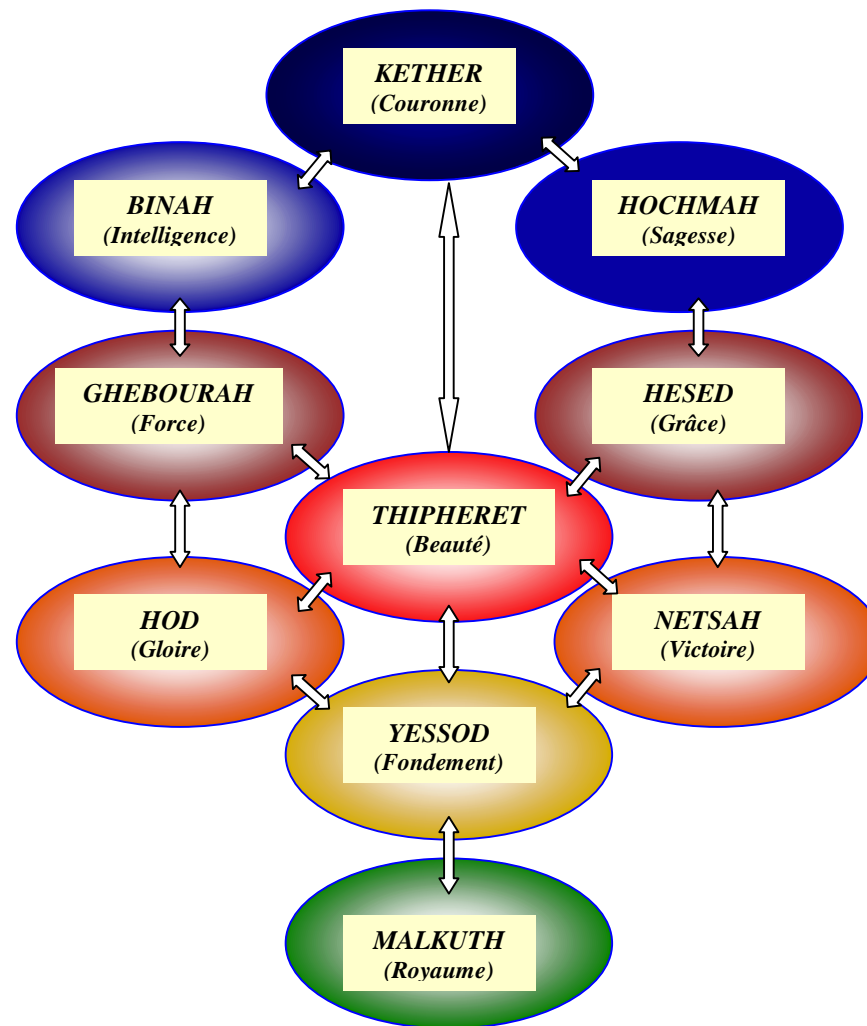 KETHER
(Couronne)
BINAH
(Intelligence)
HOCHMAH
(Sagesse)
GHEBOURAH
(Force)
HESED
(Grâce)
THIPHERET
(Beauté)
HOD
(Gloire)
NETSAH
(Victoire)
YESSOD
(Fondement)
MALKUTH
(Royaume)